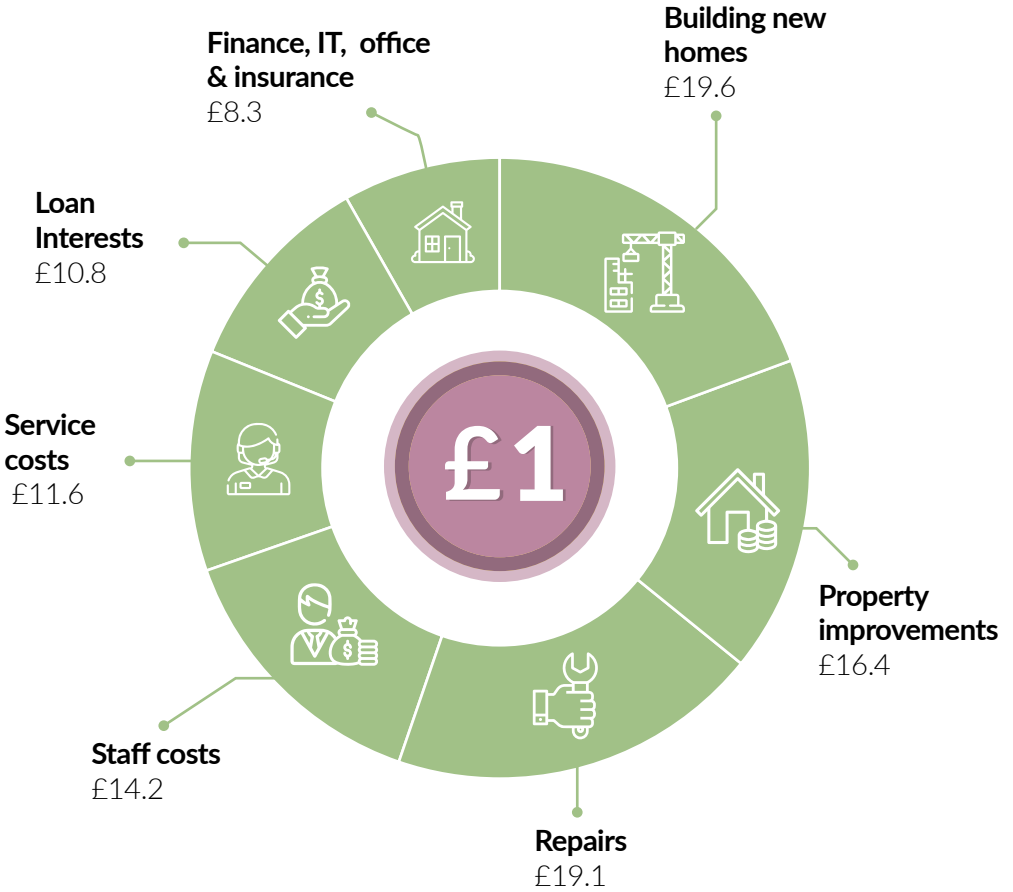 Finance, IT, office
& insurance
£8.3
Building new
homes
£19.6
Loan
Interests
£10.8
Service
costs
£11.6
£1
Property
improvements
£16.4
Staff costs
£14.2
Repairs
£19.1
$
$